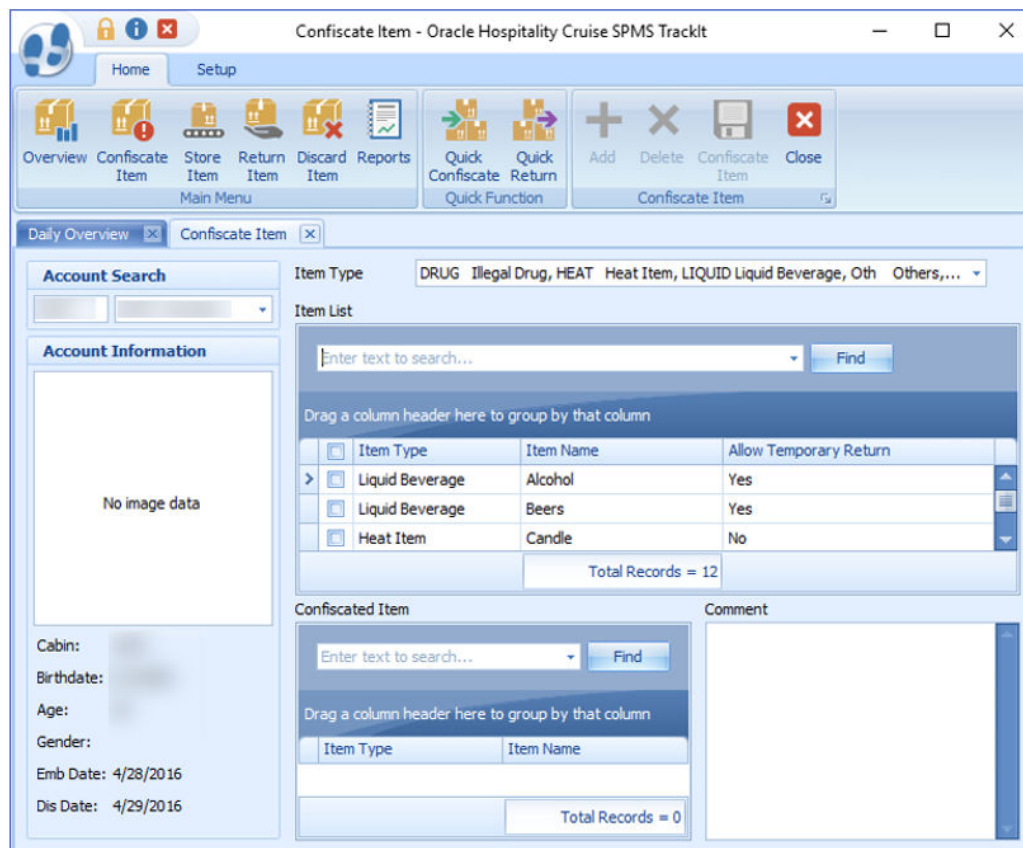 Confiscate Item - Oracle Hospitality Cruise SPMS TrackIt
Home Setup
Overview Confiscate Item Store Item Return Item Discard Item Reports
Main Menu
Quick Confiscate Quick Return
Quick Function
Add Delete Confiscate Item Close
Confiscate Item
Daily Overview Confiscate Item
Account Search
Account Information
No image data
Cabin:
Birthdate:
Age:
Gender:
Emb Date: 4/28/2016
Dis Date: 4/29/2016
Item Type DRUG Illegal Drug, HEAT Heat Item, LIQUID Liquid Beverage, Oth Others,...
Item List
Enter text to search... Find
Drag a column header here to group by that column
Item Type Item Name Allow Temporary Return
Liquid Beverage Alcohol Yes
Liquid Beverage Beers Yes
Heat Item Candle No
Total Records = 12
Confiscated Item
Enter text to search... Find
Drag a column header here to group by that column
Item Type Item Name
Total Records = 0
Comment